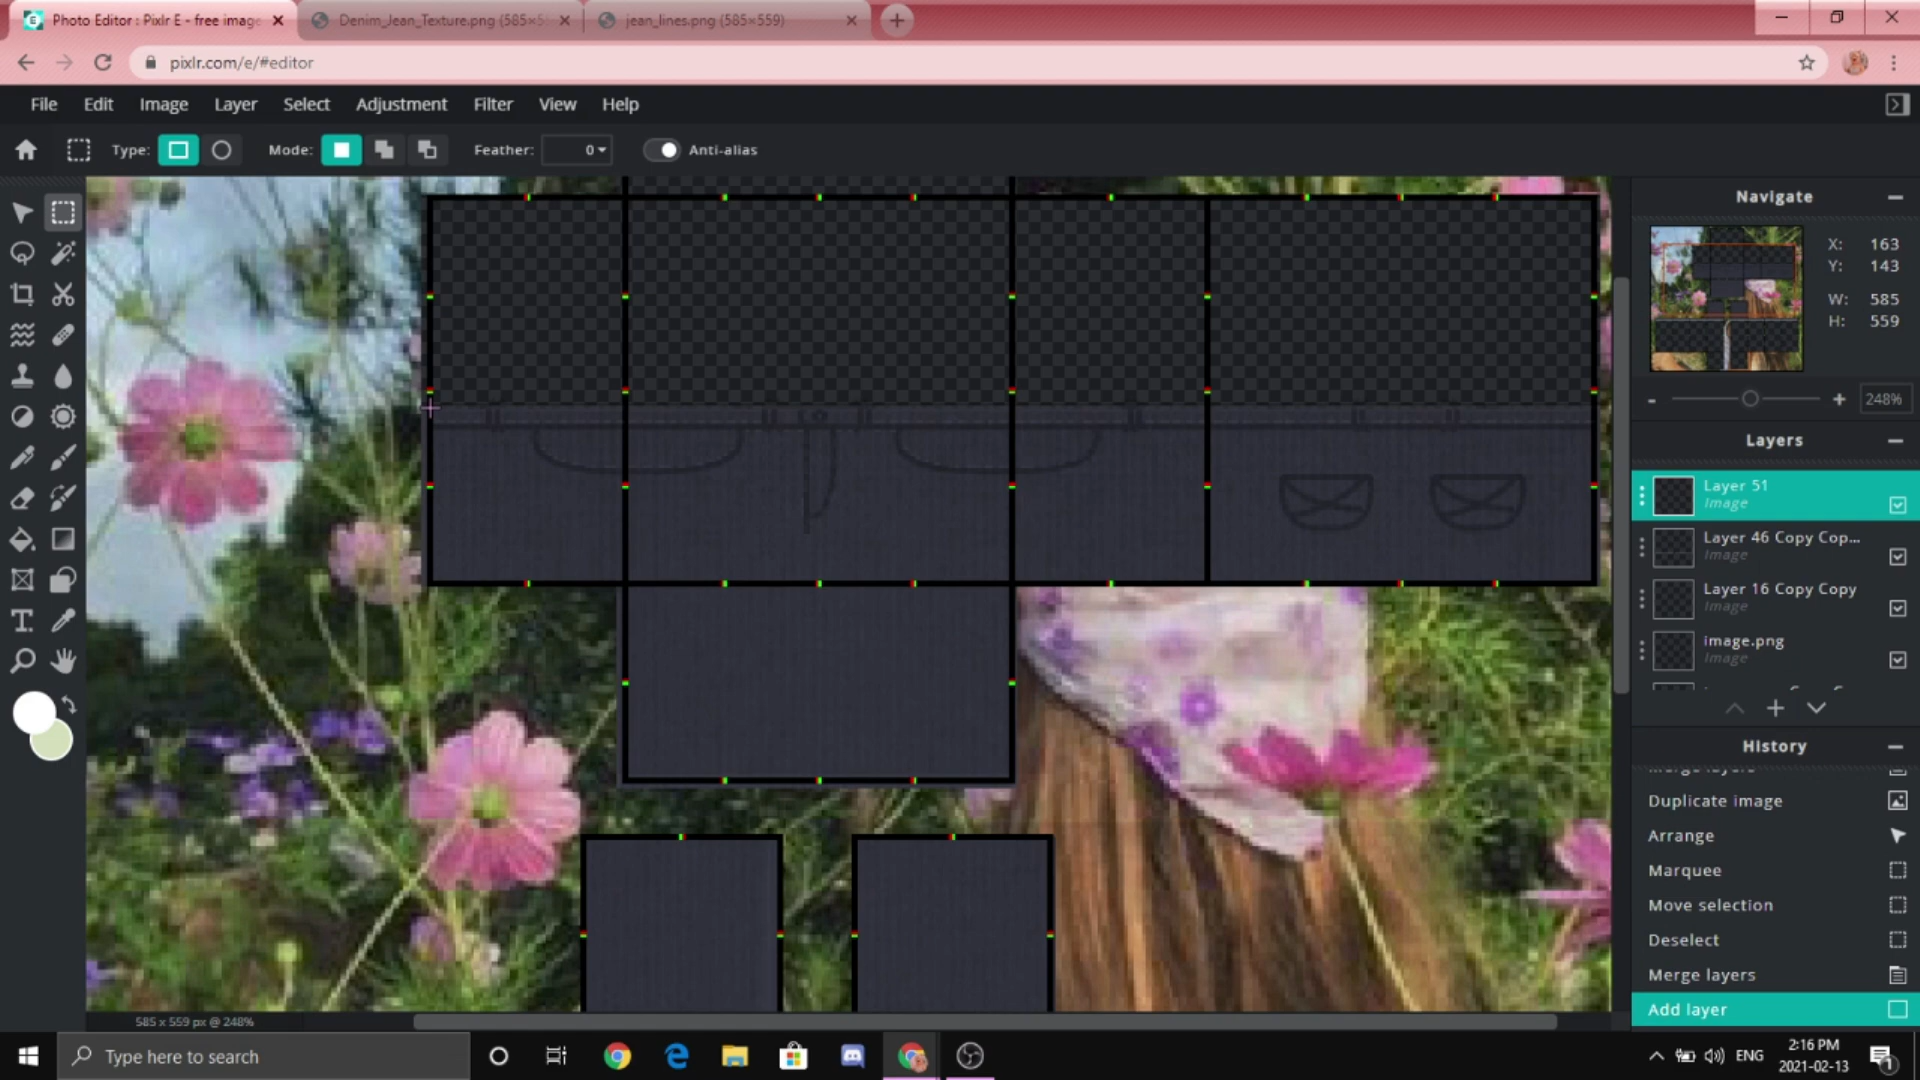 Photo Editor : Pixlr E - free image
Denim_Jean_Texture.png (585×5
jean_lines.png (585×559)
pixlr.com/e/#editor
File Edit Image Layer Select Adjustment Filter View Help
Type: Mode: Feather: 0 Anti-alias
Navigate
X: 163
Y: 143
W: 585
H: 559
248%
Layers
Layer 51
Image
Layer 46 Copy Cop...
Image
Layer 16 Copy Copy
Image
image.png
Image
History
Merge layers
Duplicate image
Arrange
Marquee
Move selection
Deselect
Merge layers
Add layer
585 x 559 px @ 248%
Type here to search
ENG
2:16 PM
2021-02-13
1